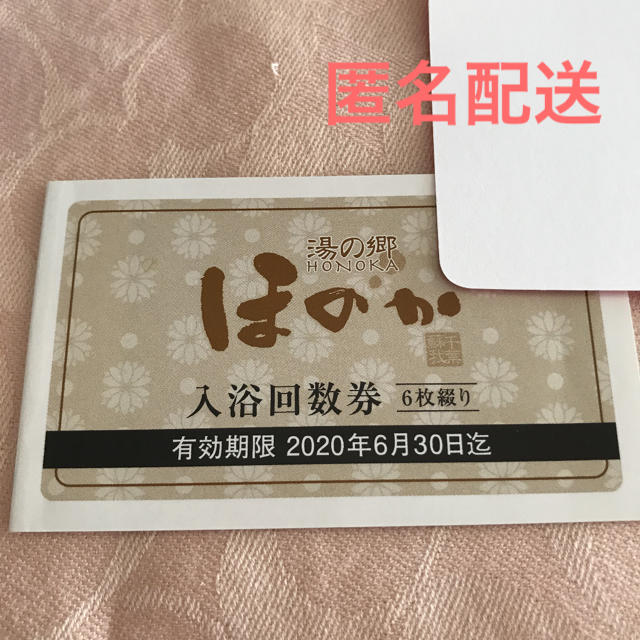 匿名配送
湯の郷
HONOKA
ほのか
入浴回数券 6枚綴り
有効期限 2020年6月30日迄